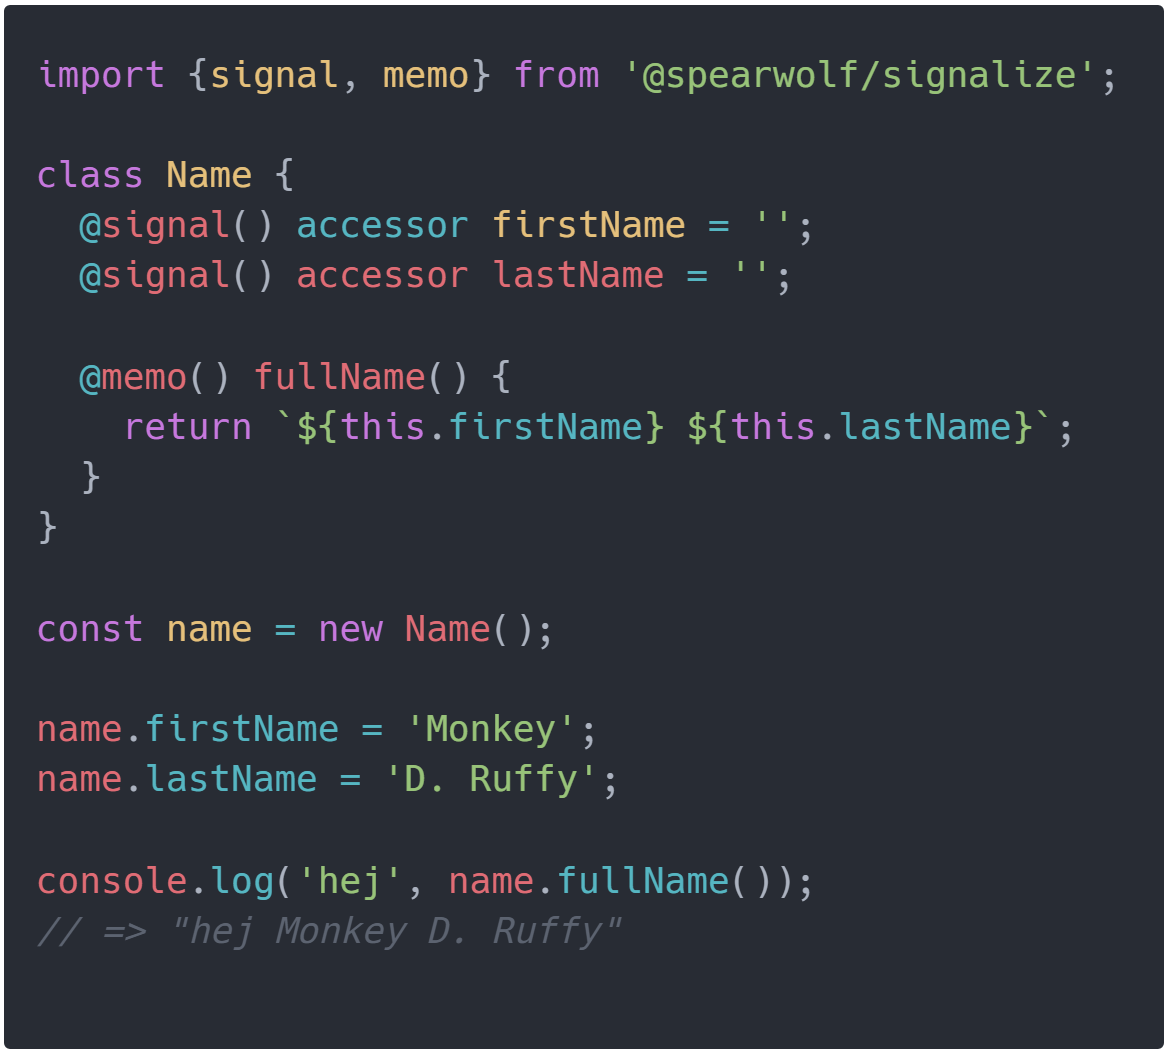 import {signal, memo} from '@spearwolf/signalize';
class Name {
  @signal() accessor firstName = '';
  @signal() accessor lastName = '';
  @memo() fullName() {
    return `${this.firstName} ${this.lastName}`;
  }
}
const name = new Name();
name.firstName = 'Monkey';
name.lastName = 'D. Ruffy';
console.log('hej', name.fullName());
// => "hej Monkey D. Ruffy"